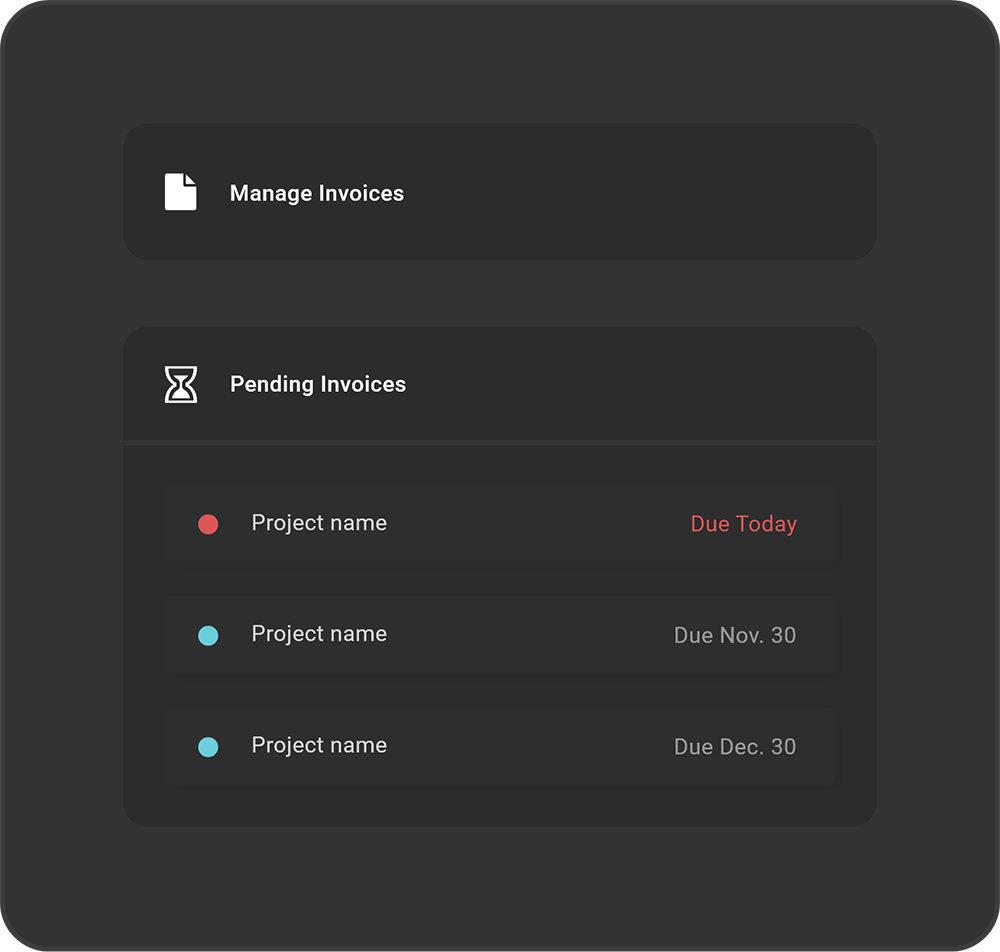 Manage Invoices
Pending Invoices
Project name Due Today
Project name Due Nov. 30
Project name Due Dec. 30